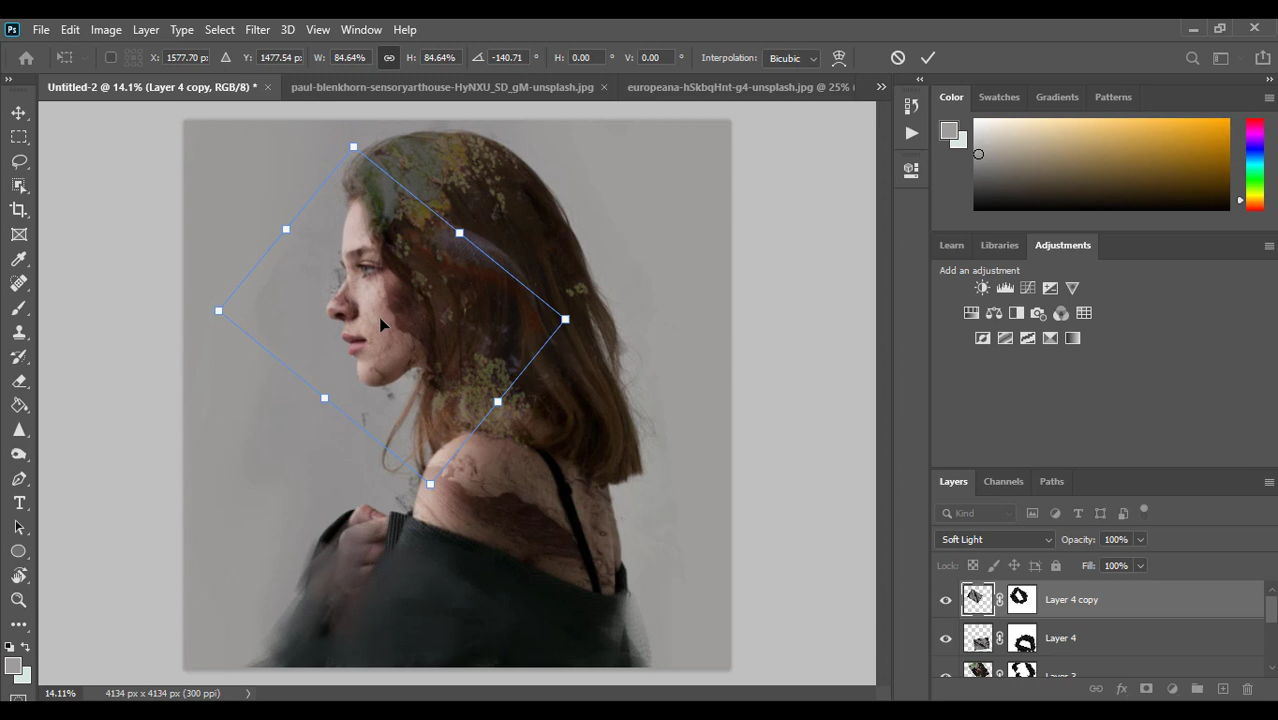 Ps File Edit Image Layer Type Select Filter 3D View Window Help
X: 1577.70 px Y: 1477.54 px W: 84.64% H: 84.64% -140.71 ° H: 0.00 ° V: 0.00 ° Interpolation: Bicubic
Untitled-2 @ 14.1% (Layer 4 copy, RGB/8) * × paul-blenkhorn-sensoryarthouse-HyNXU_SD_gM-unsplash.jpg × europeana-hSkbqHnt-g4-unsplash.jpg @ 25% (
Color Swatches Gradients Patterns
Learn Libraries Adjustments
Add an adjustment
Layers Channels Paths
Kind
Soft Light Opacity: 100%
Lock: Fill: 100%
Layer 4 copy
Layer 4
14.11% 4134 px x 4134 px (300 ppi)